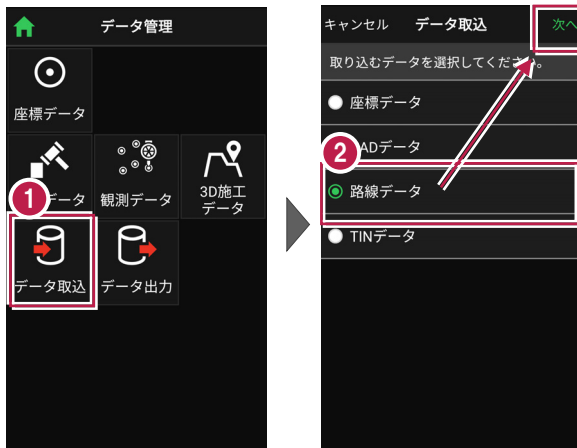 データ管理
座標データ
データ
観測データ
3D施工
データ
1
データ取込
データ出力
キャンセル
データ取込
次へ
取り込むデータを選択してください。
座標データ
2
ADデータ
路線データ
TINデータ